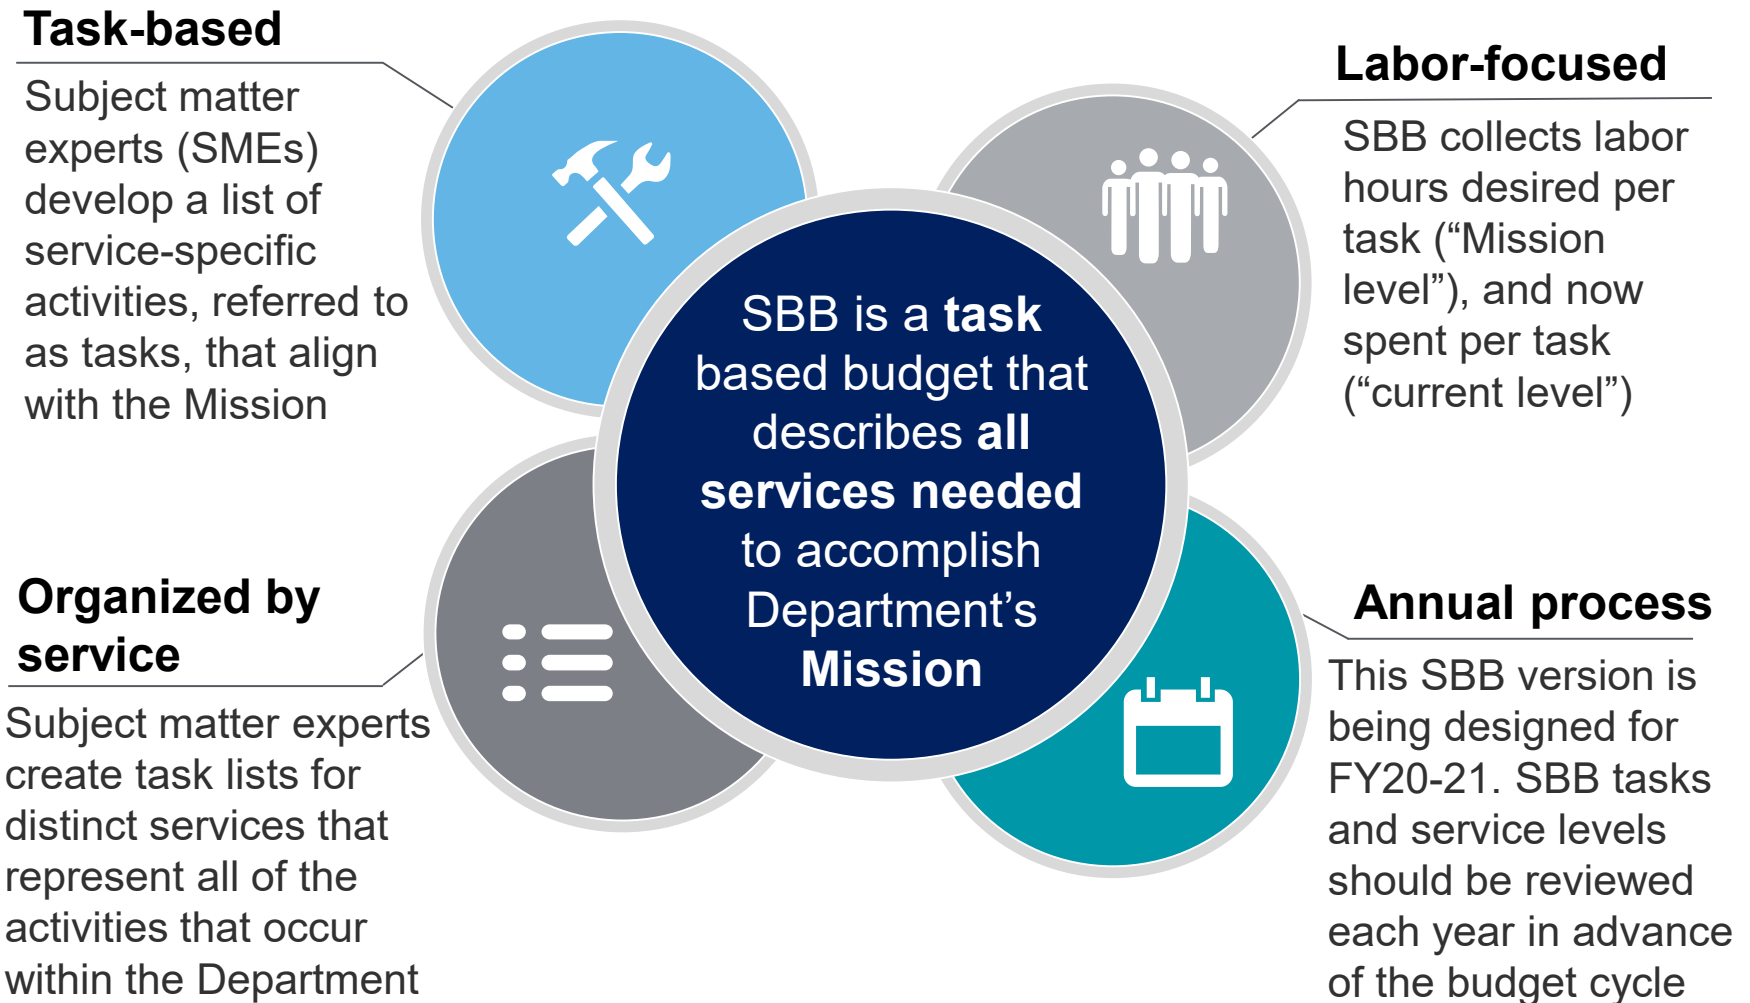 Task-based
Subject matter
experts (SMEs)
develop a list of
service-specific
activities, referred to
as tasks, that align
with the Mission
Labor-focused
SBB collects labor
hours desired per
task (“Mission
level”), and now
spent per task
(“current level”)
SBB is a task
based budget that
describes all
services needed
to accomplish
Department’s
Mission
Organized by
service
Subject matter experts
create task lists for
distinct services that
represent all of the
activities that occur
within the Department
Annual process
This SBB version is
being designed for
FY20-21. SBB tasks
and service levels
should be reviewed
each year in advance
of the budget cycle